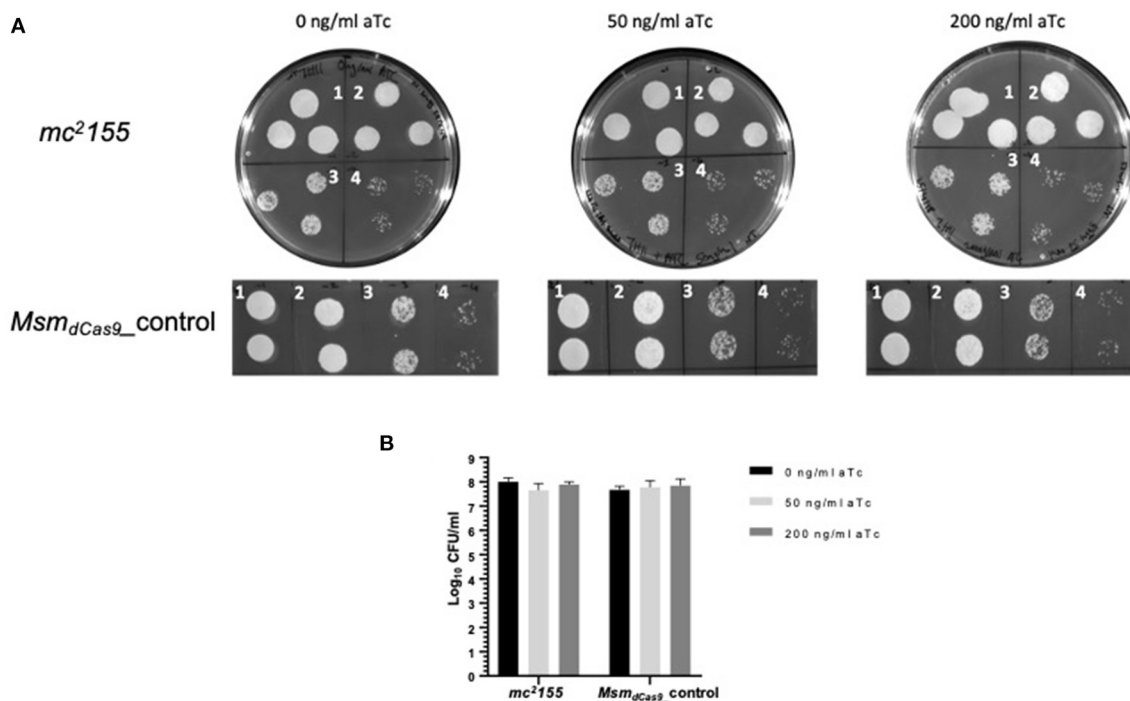 A
0 ng/ml aTc
50 ng/ml aTc
200 ng/ml aTc
mc²155
1 2
3 4
1 2
3 4
1 2
3 4
Msm_dCas9_control
1 2 3 4
1 2 3 4
1 2 3 4
B
Log₁₀ CFU/ml
9
8
7
6
5
4
3
2
1
0
mc²155
Msm_dCas9_control
0 ng/ml aTc
50 ng/ml aTc
200 ng/ml aTc